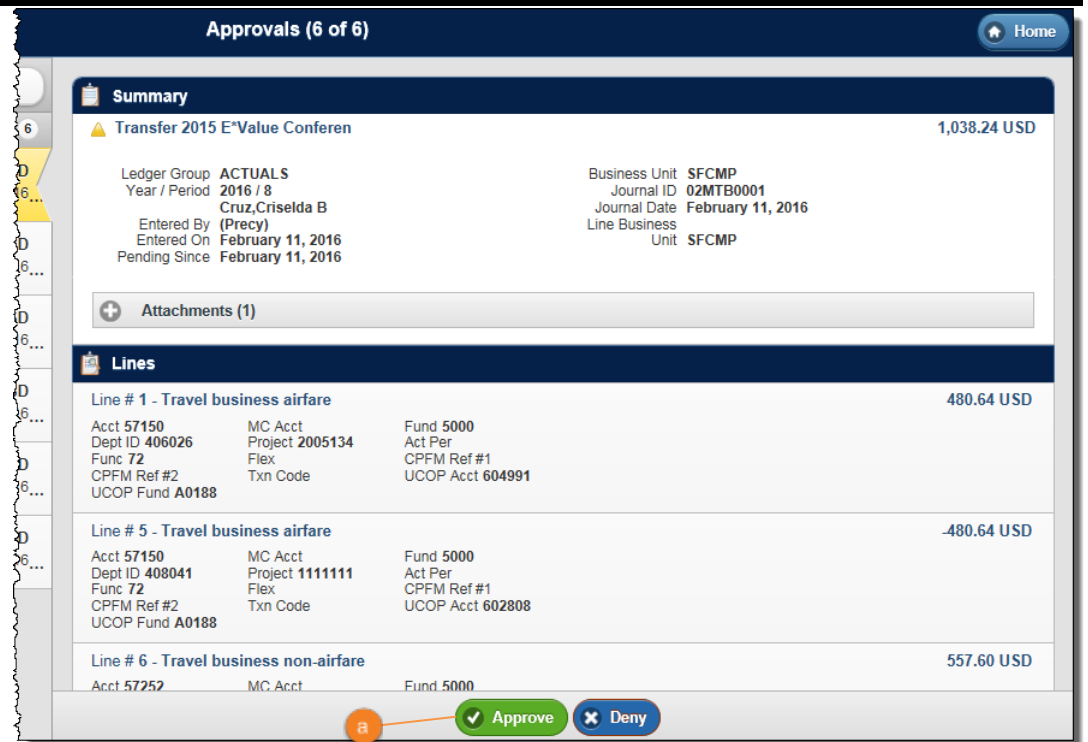 Approvals (6 of 6)
Home
6
D
16...
D
16...
D
16...
D
6...
D
6...
D
6...
Summary
Transfer 2015 E*Value Conferen 1,038.24 USD
Ledger Group ACTUALS
Year / Period 2016 / 8
Cruz,Criselda B
Entered By (Precy)
Entered On February 11, 2016
Pending Since February 11, 2016
Business Unit SFCMP
Journal ID 02MTB0001
Journal Date February 11, 2016
Line Business
Unit SFCMP
Attachments (1)
Lines
Line # 1 - Travel business airfare 480.64 USD
Acct 57150 MC Acct Fund 5000
Dept ID 406026 Project 2005134 Act Per
Func 72 Flex CPFM Ref #1
CPFM Ref #2 Txn Code UCOP Acct 604991
UCOP Fund A0188
Line # 5 - Travel business airfare -480.64 USD
Acct 57150 MC Acct Fund 5000
Dept ID 408041 Project 1111111 Act Per
Func 72 Flex CPFM Ref #1
CPFM Ref #2 Txn Code UCOP Acct 602808
UCOP Fund A0188
Line # 6 - Travel business non-airfare 557.60 USD
Acct 57252 MC Acct Fund 5000
a
Approve
Deny